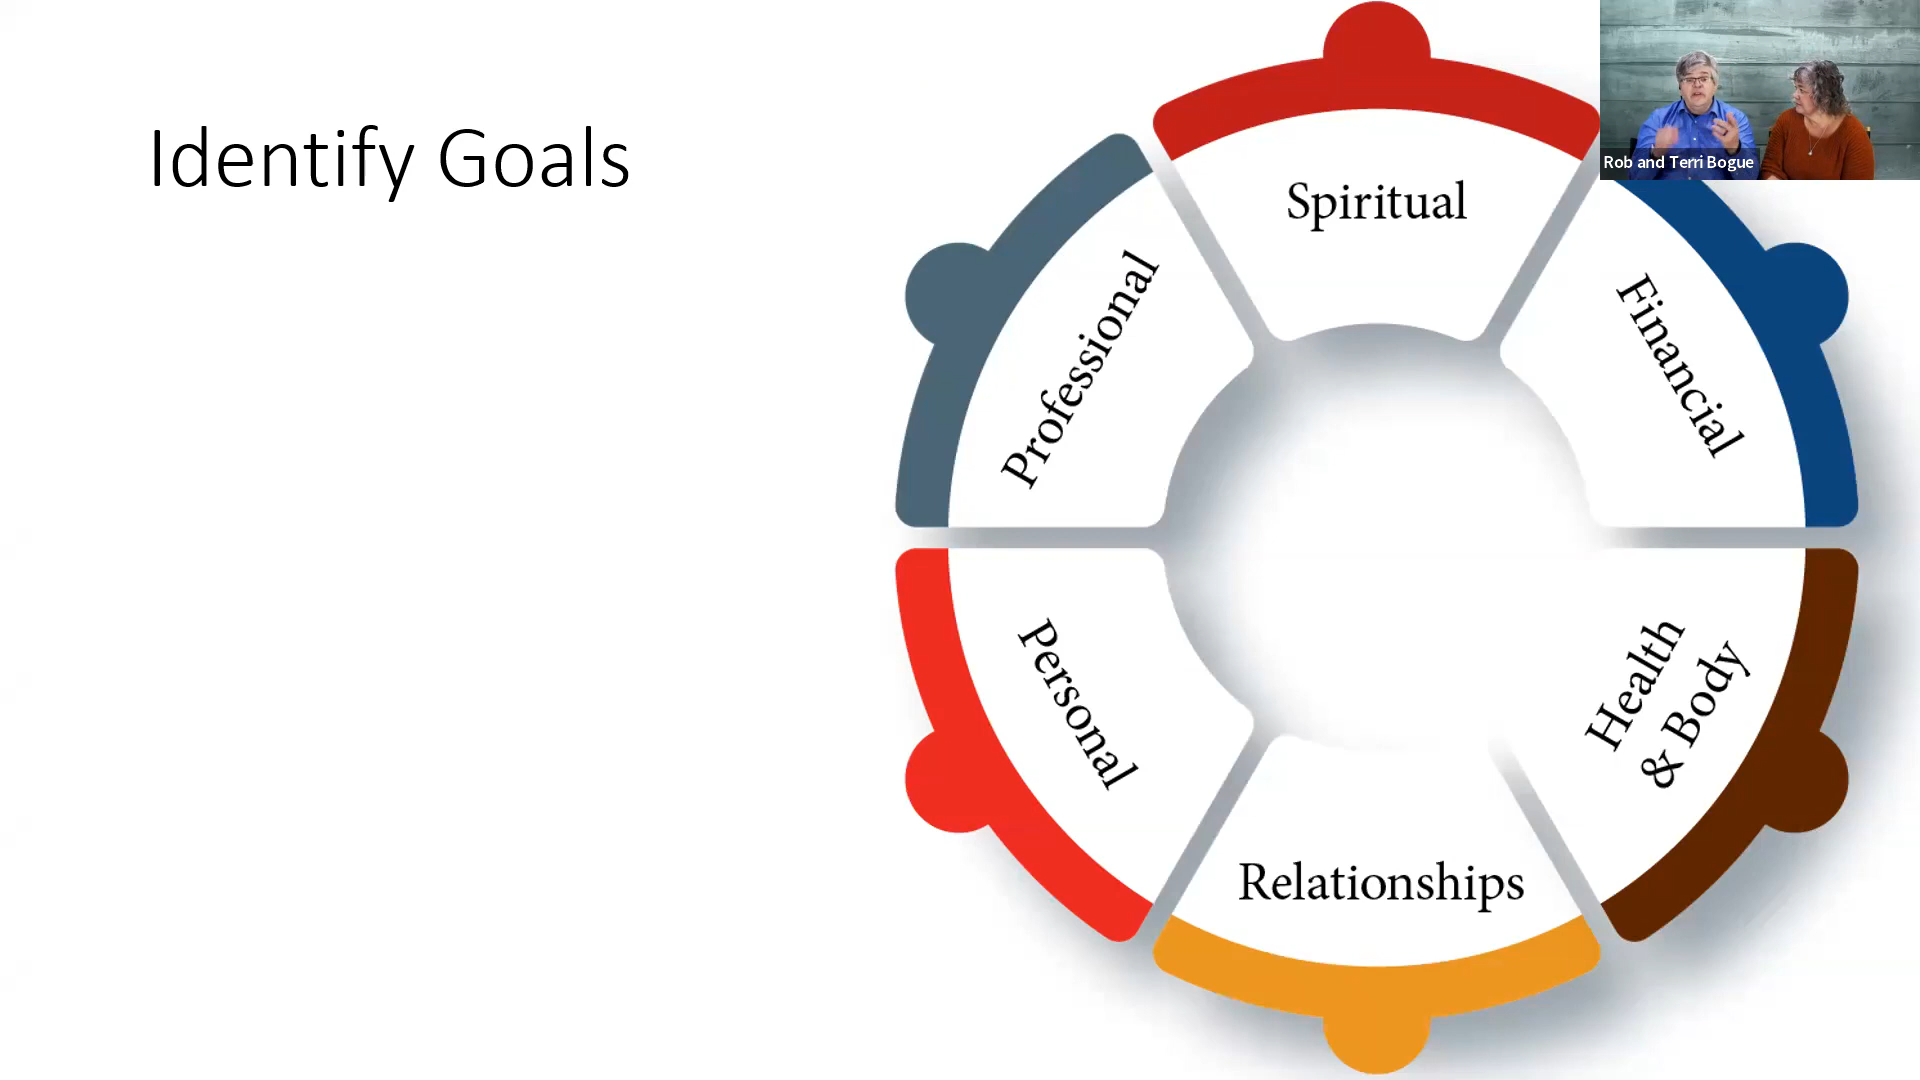 Identify Goals
Spiritual
Rob and Terri Bogue
Professional
Financial
Personal
Health
& Body
Relationships